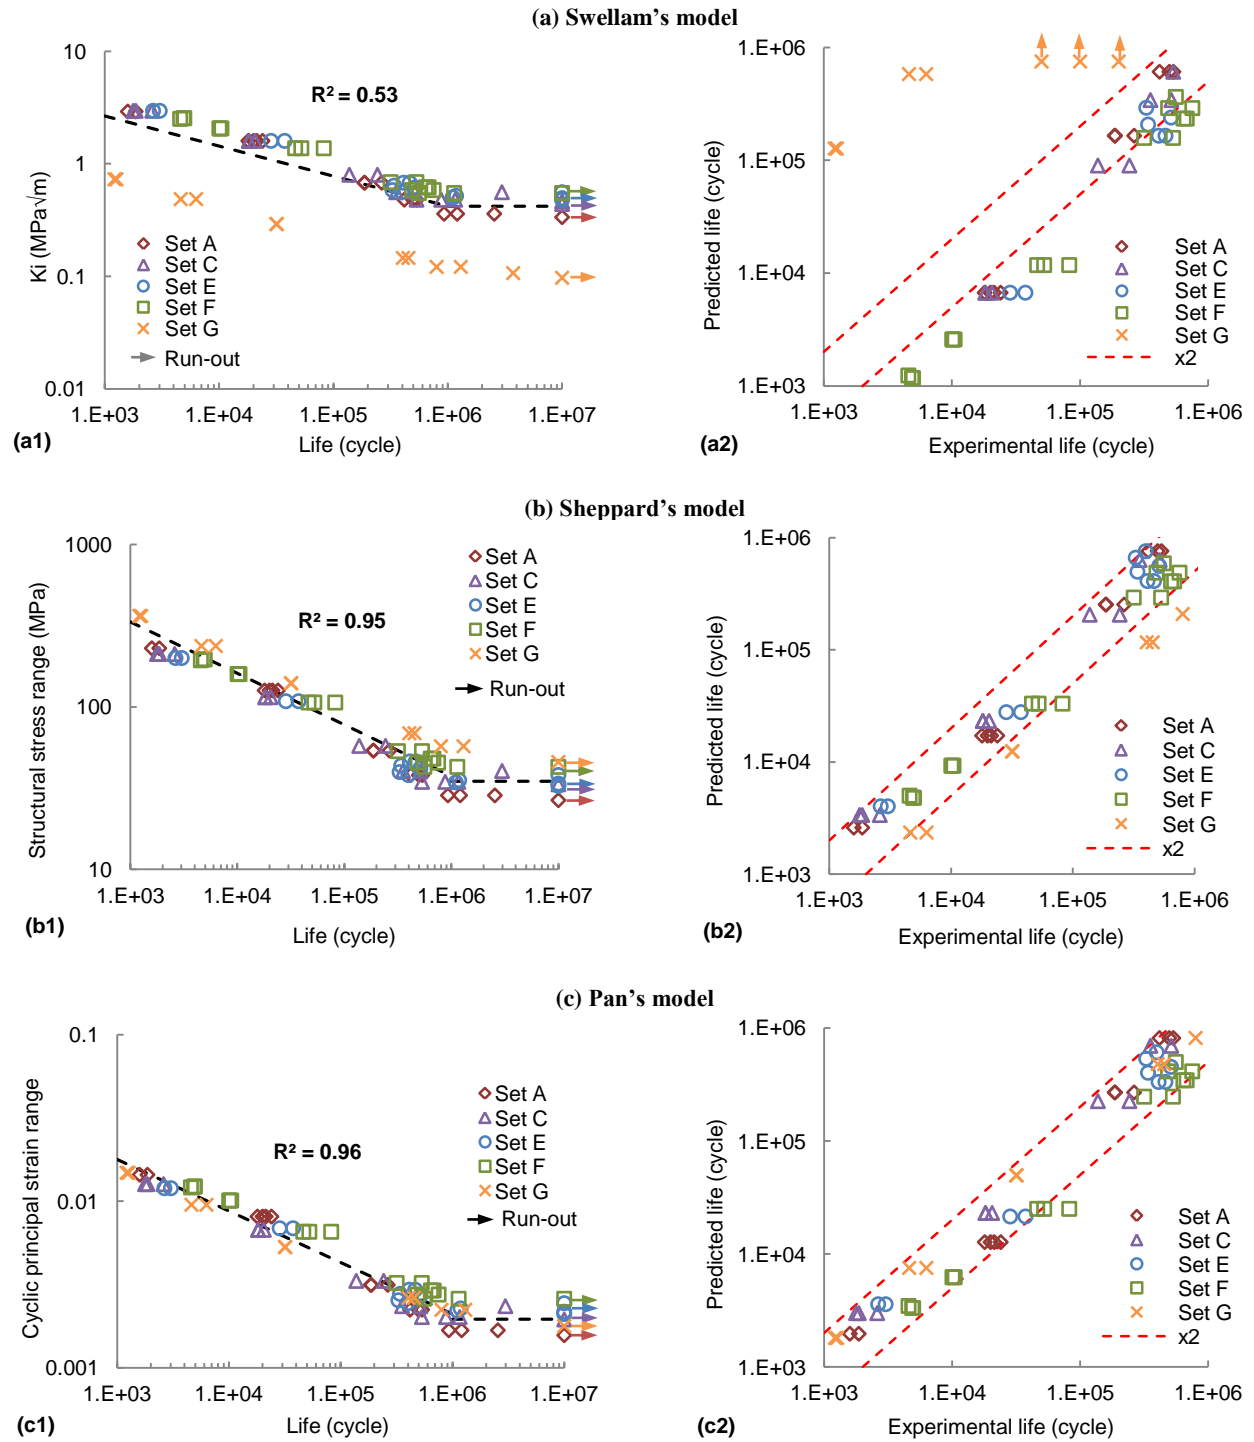 (a) Swellam's model
10
1
0.1
0.01
Ki (MPa√m)
R² = 0.53
Set A
Set C
Set E
Set F
Set G
Run-out
1.E+03 1.E+04 1.E+05 1.E+06 1.E+07
Life (cycle)
(a1)
1.E+06
1.E+05
1.E+04
1.E+03
Predicted life (cycle)
Set A
Set C
Set E
Set F
Set G
x2
1.E+03 1.E+04 1.E+05 1.E+06
Experimental life (cycle)
(a2)
(b) Sheppard's model
1000
100
10
Structural stress range (MPa)
R² = 0.95
Set A
Set C
Set E
Set F
Set G
Run-out
1.E+03 1.E+04 1.E+05 1.E+06 1.E+07
Life (cycle)
(b1)
1.E+06
1.E+05
1.E+04
1.E+03
Predicted life (cycle)
Set A
Set C
Set E
Set F
Set G
x2
1.E+03 1.E+04 1.E+05 1.E+06
Experimental life (cycle)
(b2)
(c) Pan's model
0.1
0.01
0.001
Cyclic principal strain range
R² = 0.96
Set A
Set C
Set E
Set F
Set G
Run-out
1.E+03 1.E+04 1.E+05 1.E+06 1.E+07
Life (cycle)
(c1)
1.E+06
1.E+05
1.E+04
1.E+03
Predicted life (cycle)
Set A
Set C
Set E
Set F
Set G
x2
1.E+03 1.E+04 1.E+05 1.E+06
Experimental life (cycle)
(c2)